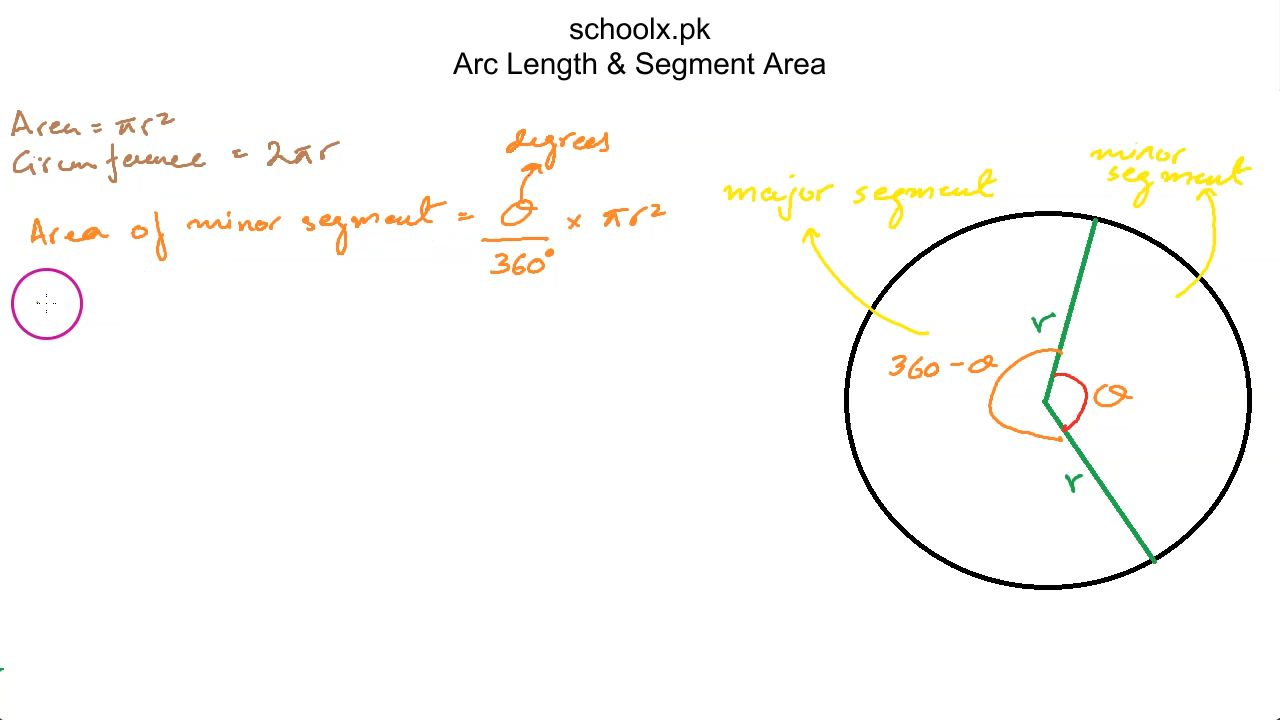 schoolx.pk
Arc Length & Segment Area
Area = πr²
Circumference = 2πr
degrees
Area of minor segment = θ/360° × πr²
major segment
minor
segment
r
360 - θ
θ
r